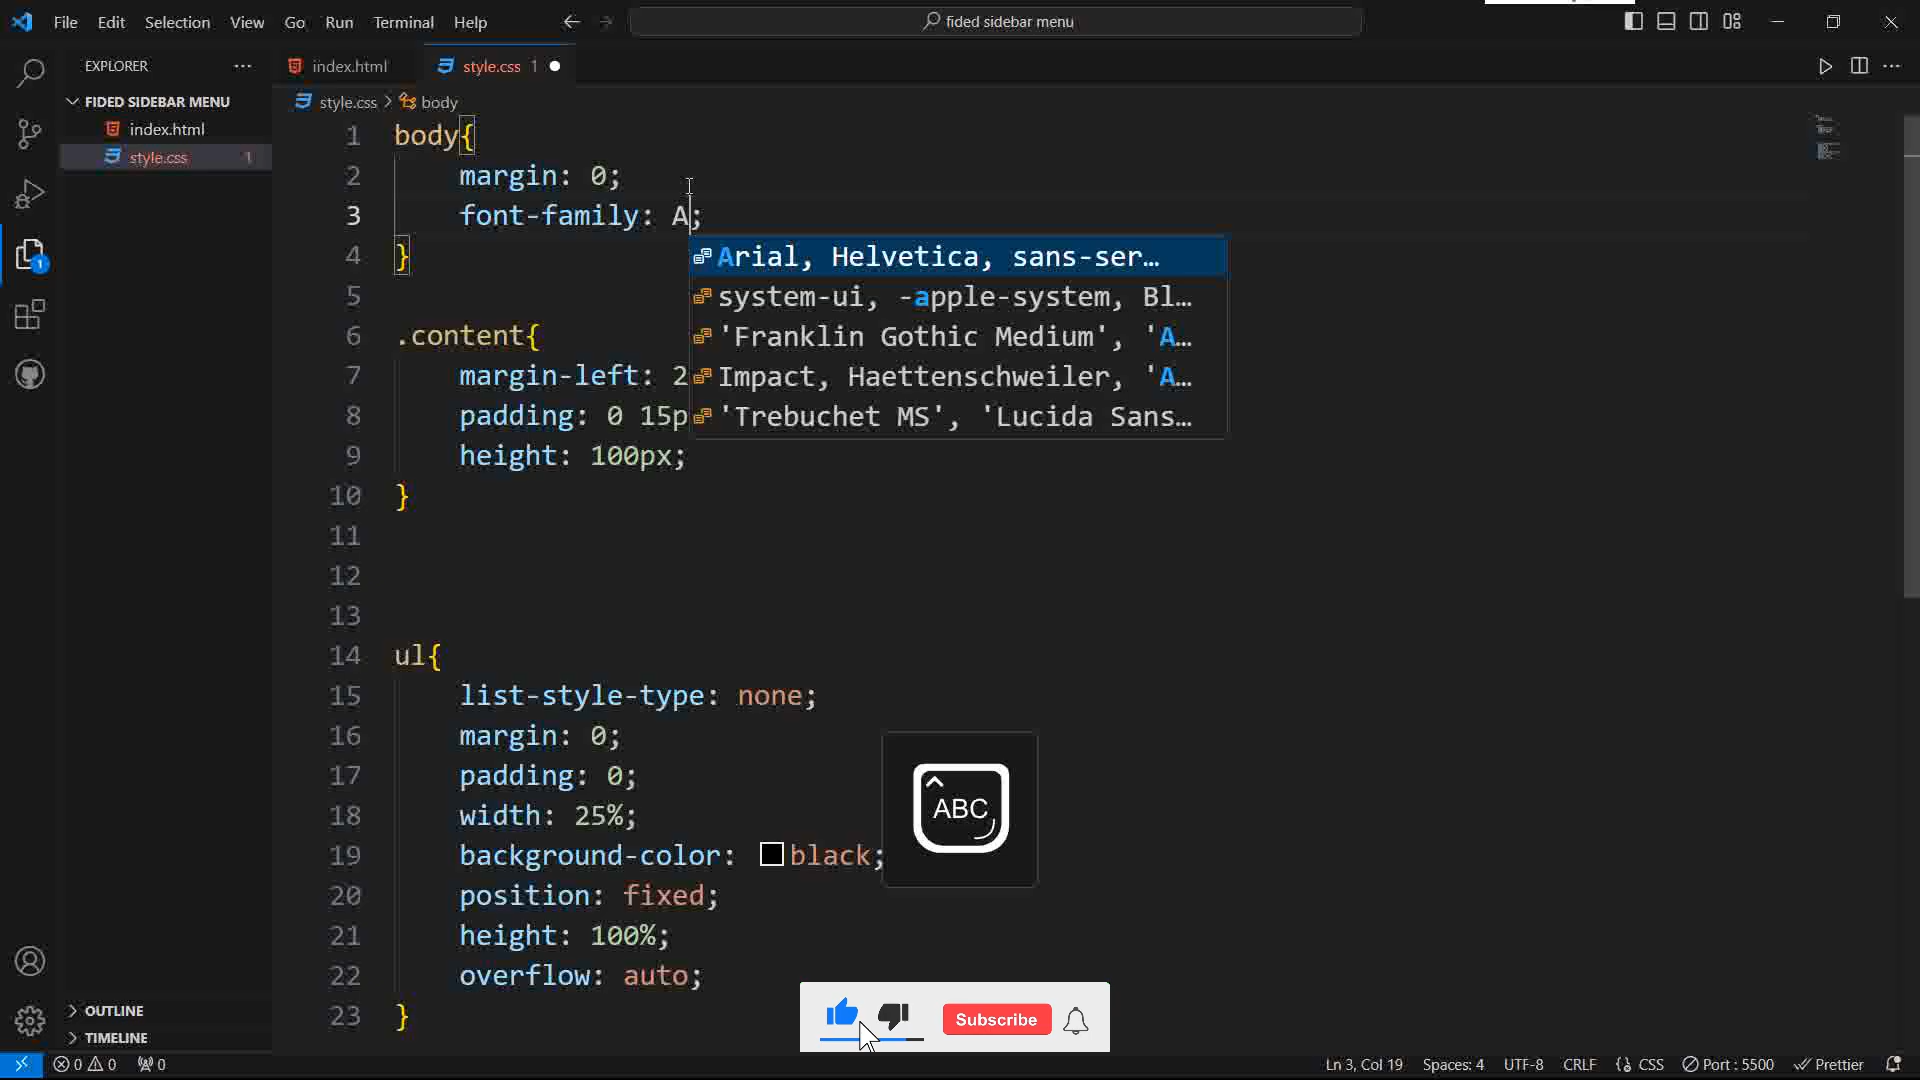 File Edit Selection View Go Run Terminal Help
fided sidebar menu
EXPLORER
index.html
style.css 1
FIDED SIDEBAR MENU
style.css > body
index.html
style.css 1
1 body{
2 margin: 0;
3 font-family: A;
4 }
5
6 .content{
7 margin-left: 2
8 padding: 0 15p
9 height: 100px;
10 }
11
12
13
14 ul{
15 list-style-type: none;
16 margin: 0;
17 padding: 0;
18 width: 25%;
19 background-color: black;
20 position: fixed;
21 height: 100%;
22 overflow: auto;
23 }
Arial, Helvetica, sans-ser…
system-ui, -apple-system, Bl…
'Franklin Gothic Medium', 'A…
Impact, Haettenschweiler, 'A…
'Trebuchet MS', 'Lucida Sans…
ABC
1
Subscribe
OUTLINE
TIMELINE
0 0 0
Ln 3, Col 19 Spaces: 4 UTF-8 CRLF {} CSS Port : 5500 Prettier